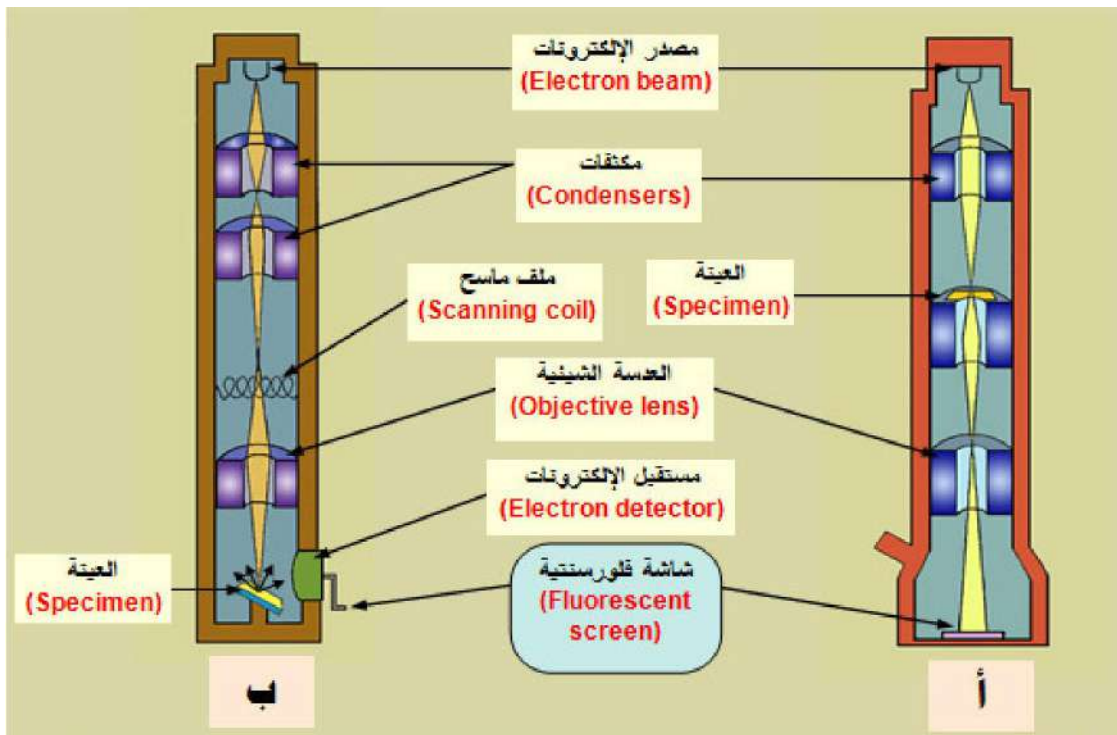 مصدر الإلكترونات
(Electron beam)
مكثفات
(Condensers)
العينة
(Specimen)
ملف ماسح
(Scanning coil)
العدسة الشيئية
(Objective lens)
مستقبل الإلكترونات
(Electron detector)
العينة
(Specimen)
شاشة فلورسنتية
(Fluorescent
screen)
أ
ب